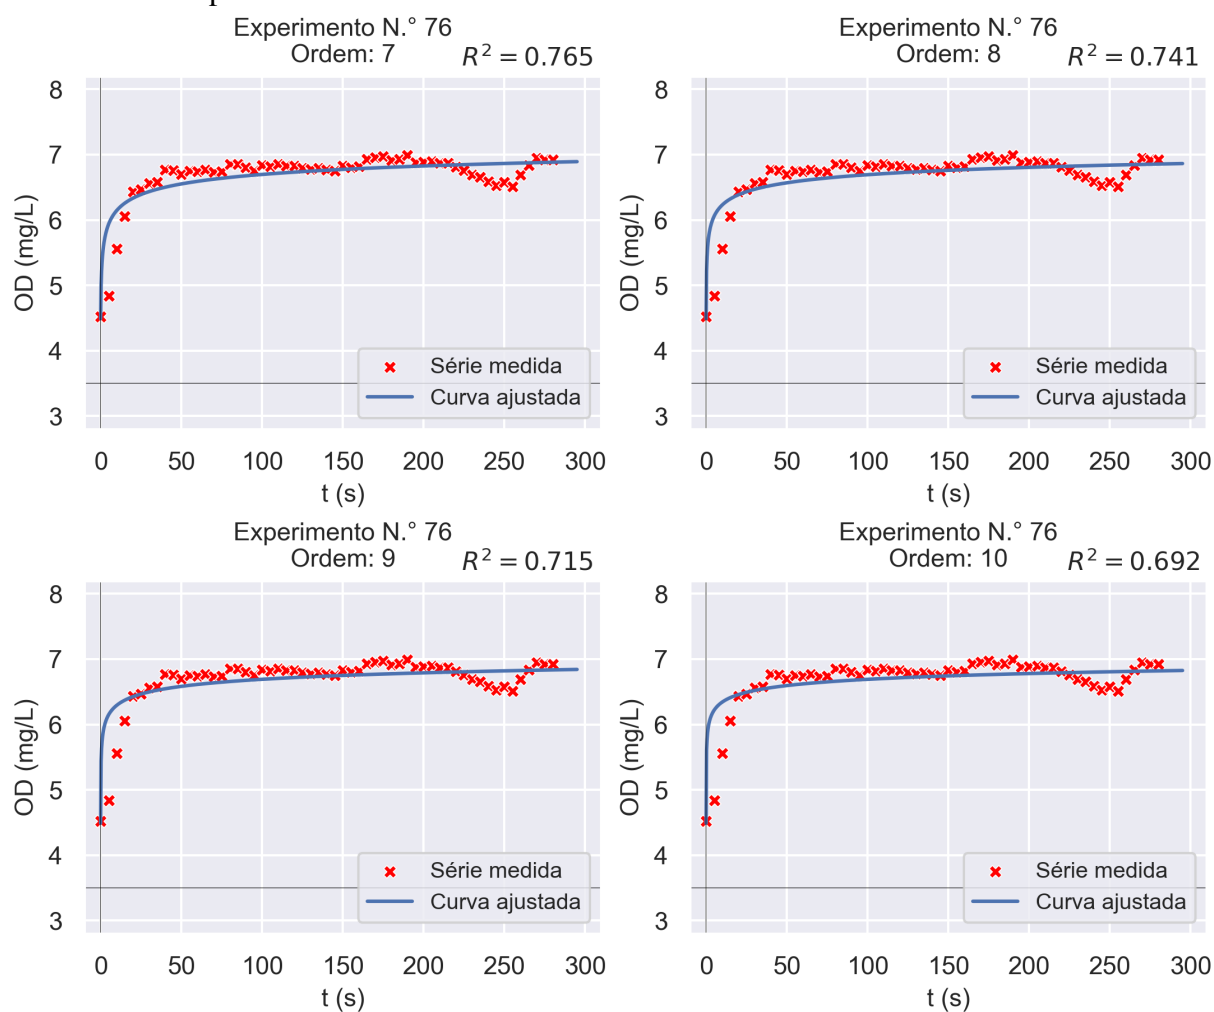 Experimento N.° 76
Ordem: 7 R² = 0.765
8
7
6
5
4
3
OD (mg/L)
Série medida
Curva ajustada
0 50 100 150 200 250 300
t (s)
Experimento N.° 76
Ordem: 8 R² = 0.741
8
7
6
5
4
3
OD (mg/L)
Série medida
Curva ajustada
0 50 100 150 200 250 300
t (s)
Experimento N.° 76
Ordem: 9 R² = 0.715
8
7
6
5
4
3
OD (mg/L)
Série medida
Curva ajustada
0 50 100 150 200 250 300
t (s)
Experimento N.° 76
Ordem: 10 R² = 0.692
8
7
6
5
4
3
OD (mg/L)
Série medida
Curva ajustada
0 50 100 150 200 250 300
t (s)